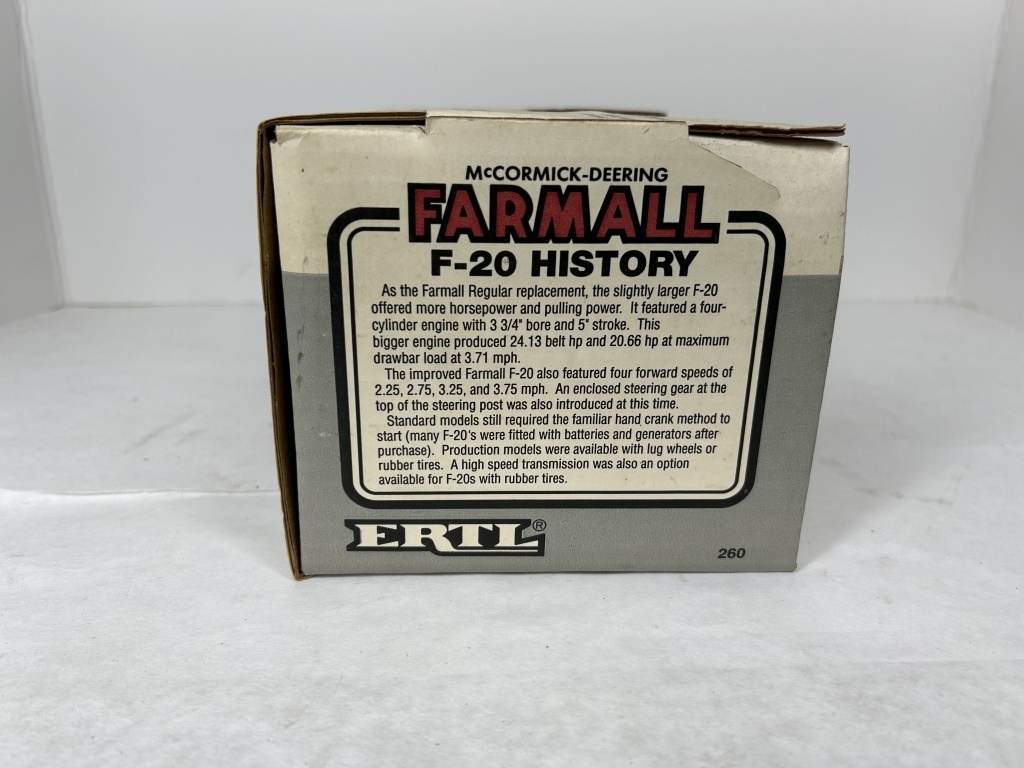 McCORMICK-DEERING
FARMALL
F-20 HISTORY
As the Farmall Regular replacement, the slightly larger F-20
offered more horsepower and pulling power. It featured a four-
cylinder engine with 3 3/4" bore and 5" stroke. This
bigger engine produced 24.13 belt hp and 20.66 hp at maximum
drawbar load at 3.71 mph.
The improved Farmall F-20 also featured four forward speeds of
2.25, 2.75, 3.25, and 3.75 mph. An enclosed steering gear at the
top of the steering post was also introduced at this time.
Standard models still required the familiar hand crank method to
start (many F-20's were fitted with batteries and generators after
purchase). Production models were available with lug wheels or
rubber tires. A high speed transmission was also an option
available for F-20s with rubber tires.
ERTL®
260